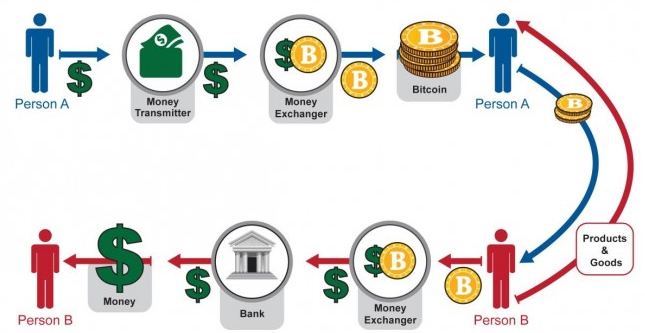 Person A
Money
Transmitter
Money
Exchanger
Bitcoin
Person A
Products
&
Goods
Person B
Money
Bank
Money
Exchanger
Person B